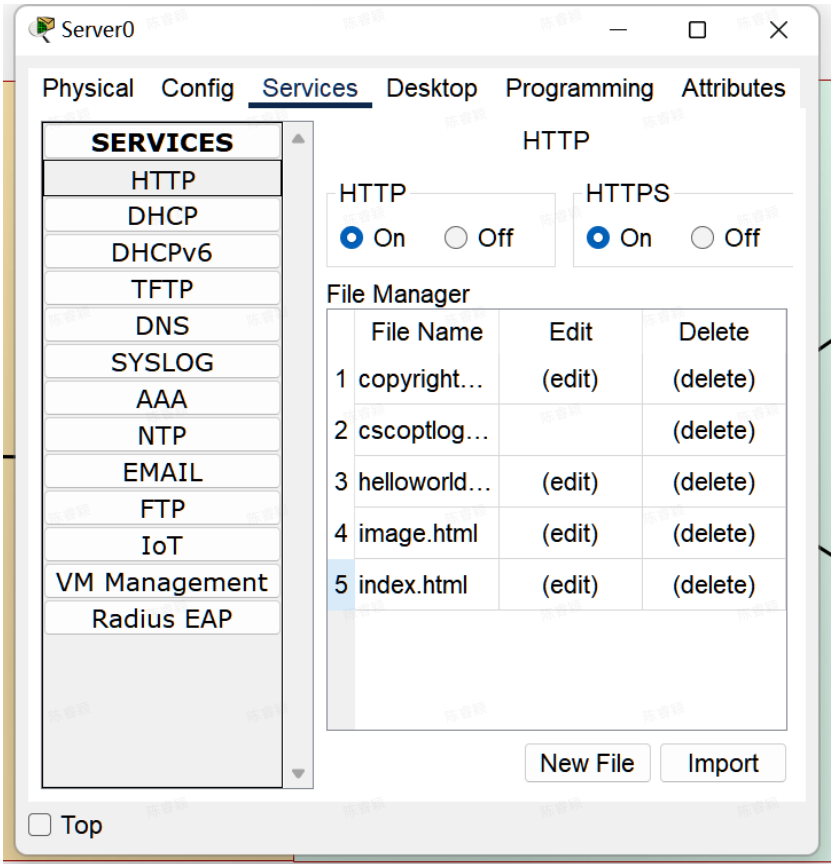 Server0
Physical Config Services Desktop Programming Attributes
SERVICES
HTTP
DHCP
DHCPv6
TFTP
DNS
SYSLOG
AAA
NTP
EMAIL
FTP
IoT
VM Management
Radius EAP
HTTP
HTTP
On Off
HTTPS
On Off
File Manager
File Name Edit Delete
1 copyright... (edit) (delete)
2 cscoptlog... (delete)
3 helloworld... (edit) (delete)
4 image.html (edit) (delete)
5 index.html (edit) (delete)
New File Import
Top